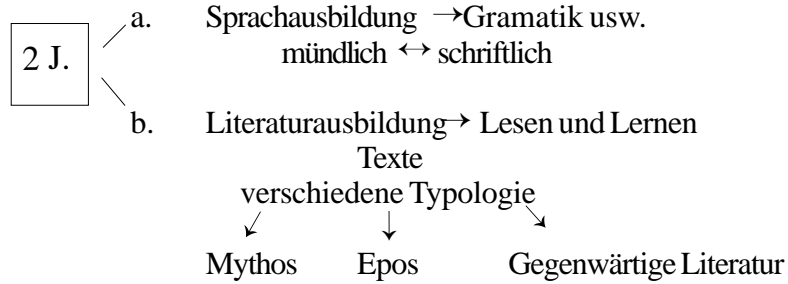 a. Sprachausbildung →Gramatik usw.
2 J.
mündlich ↔ schriftlich
b. Literaturausbildung→ Lesen und Lernen
Texte
verschiedene Typologie
Mythos Epos Gegenwärtige Literatur